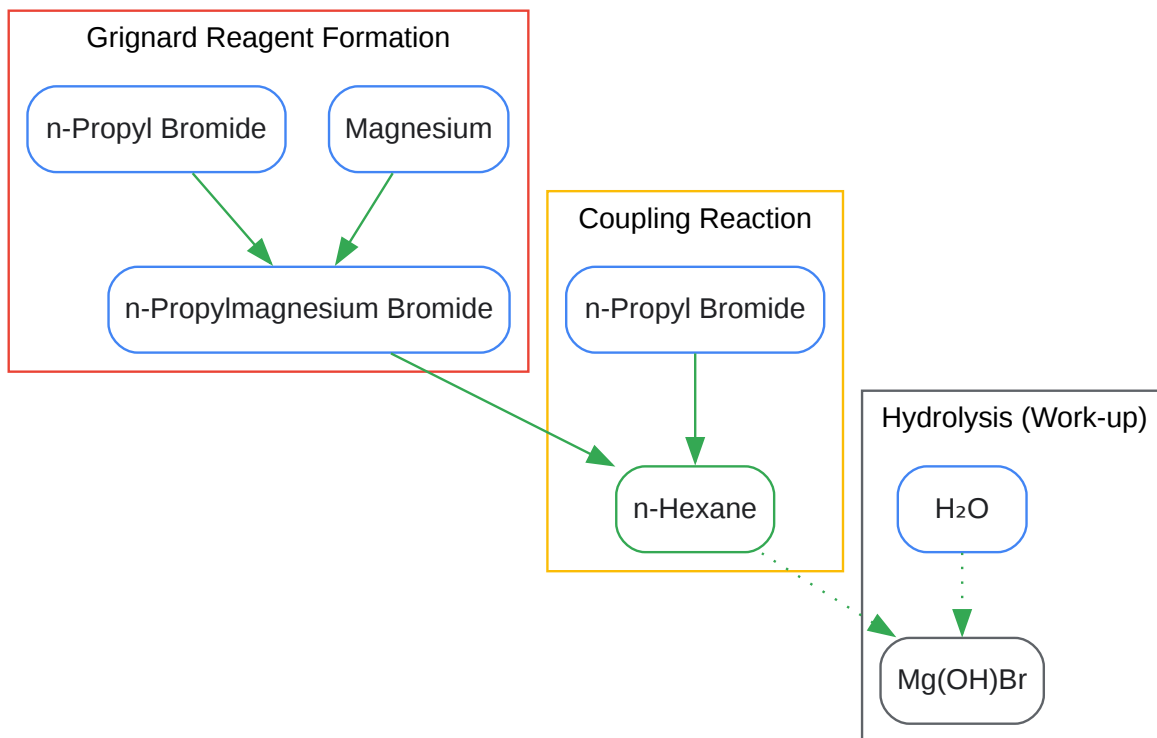 Grignard Reagent Formation
n-Propyl Bromide
Magnesium
n-Propylmagnesium Bromide
Coupling Reaction
n-Propyl Bromide
n-Hexane
Hydrolysis (Work-up)
H₂O
Mg(OH)Br